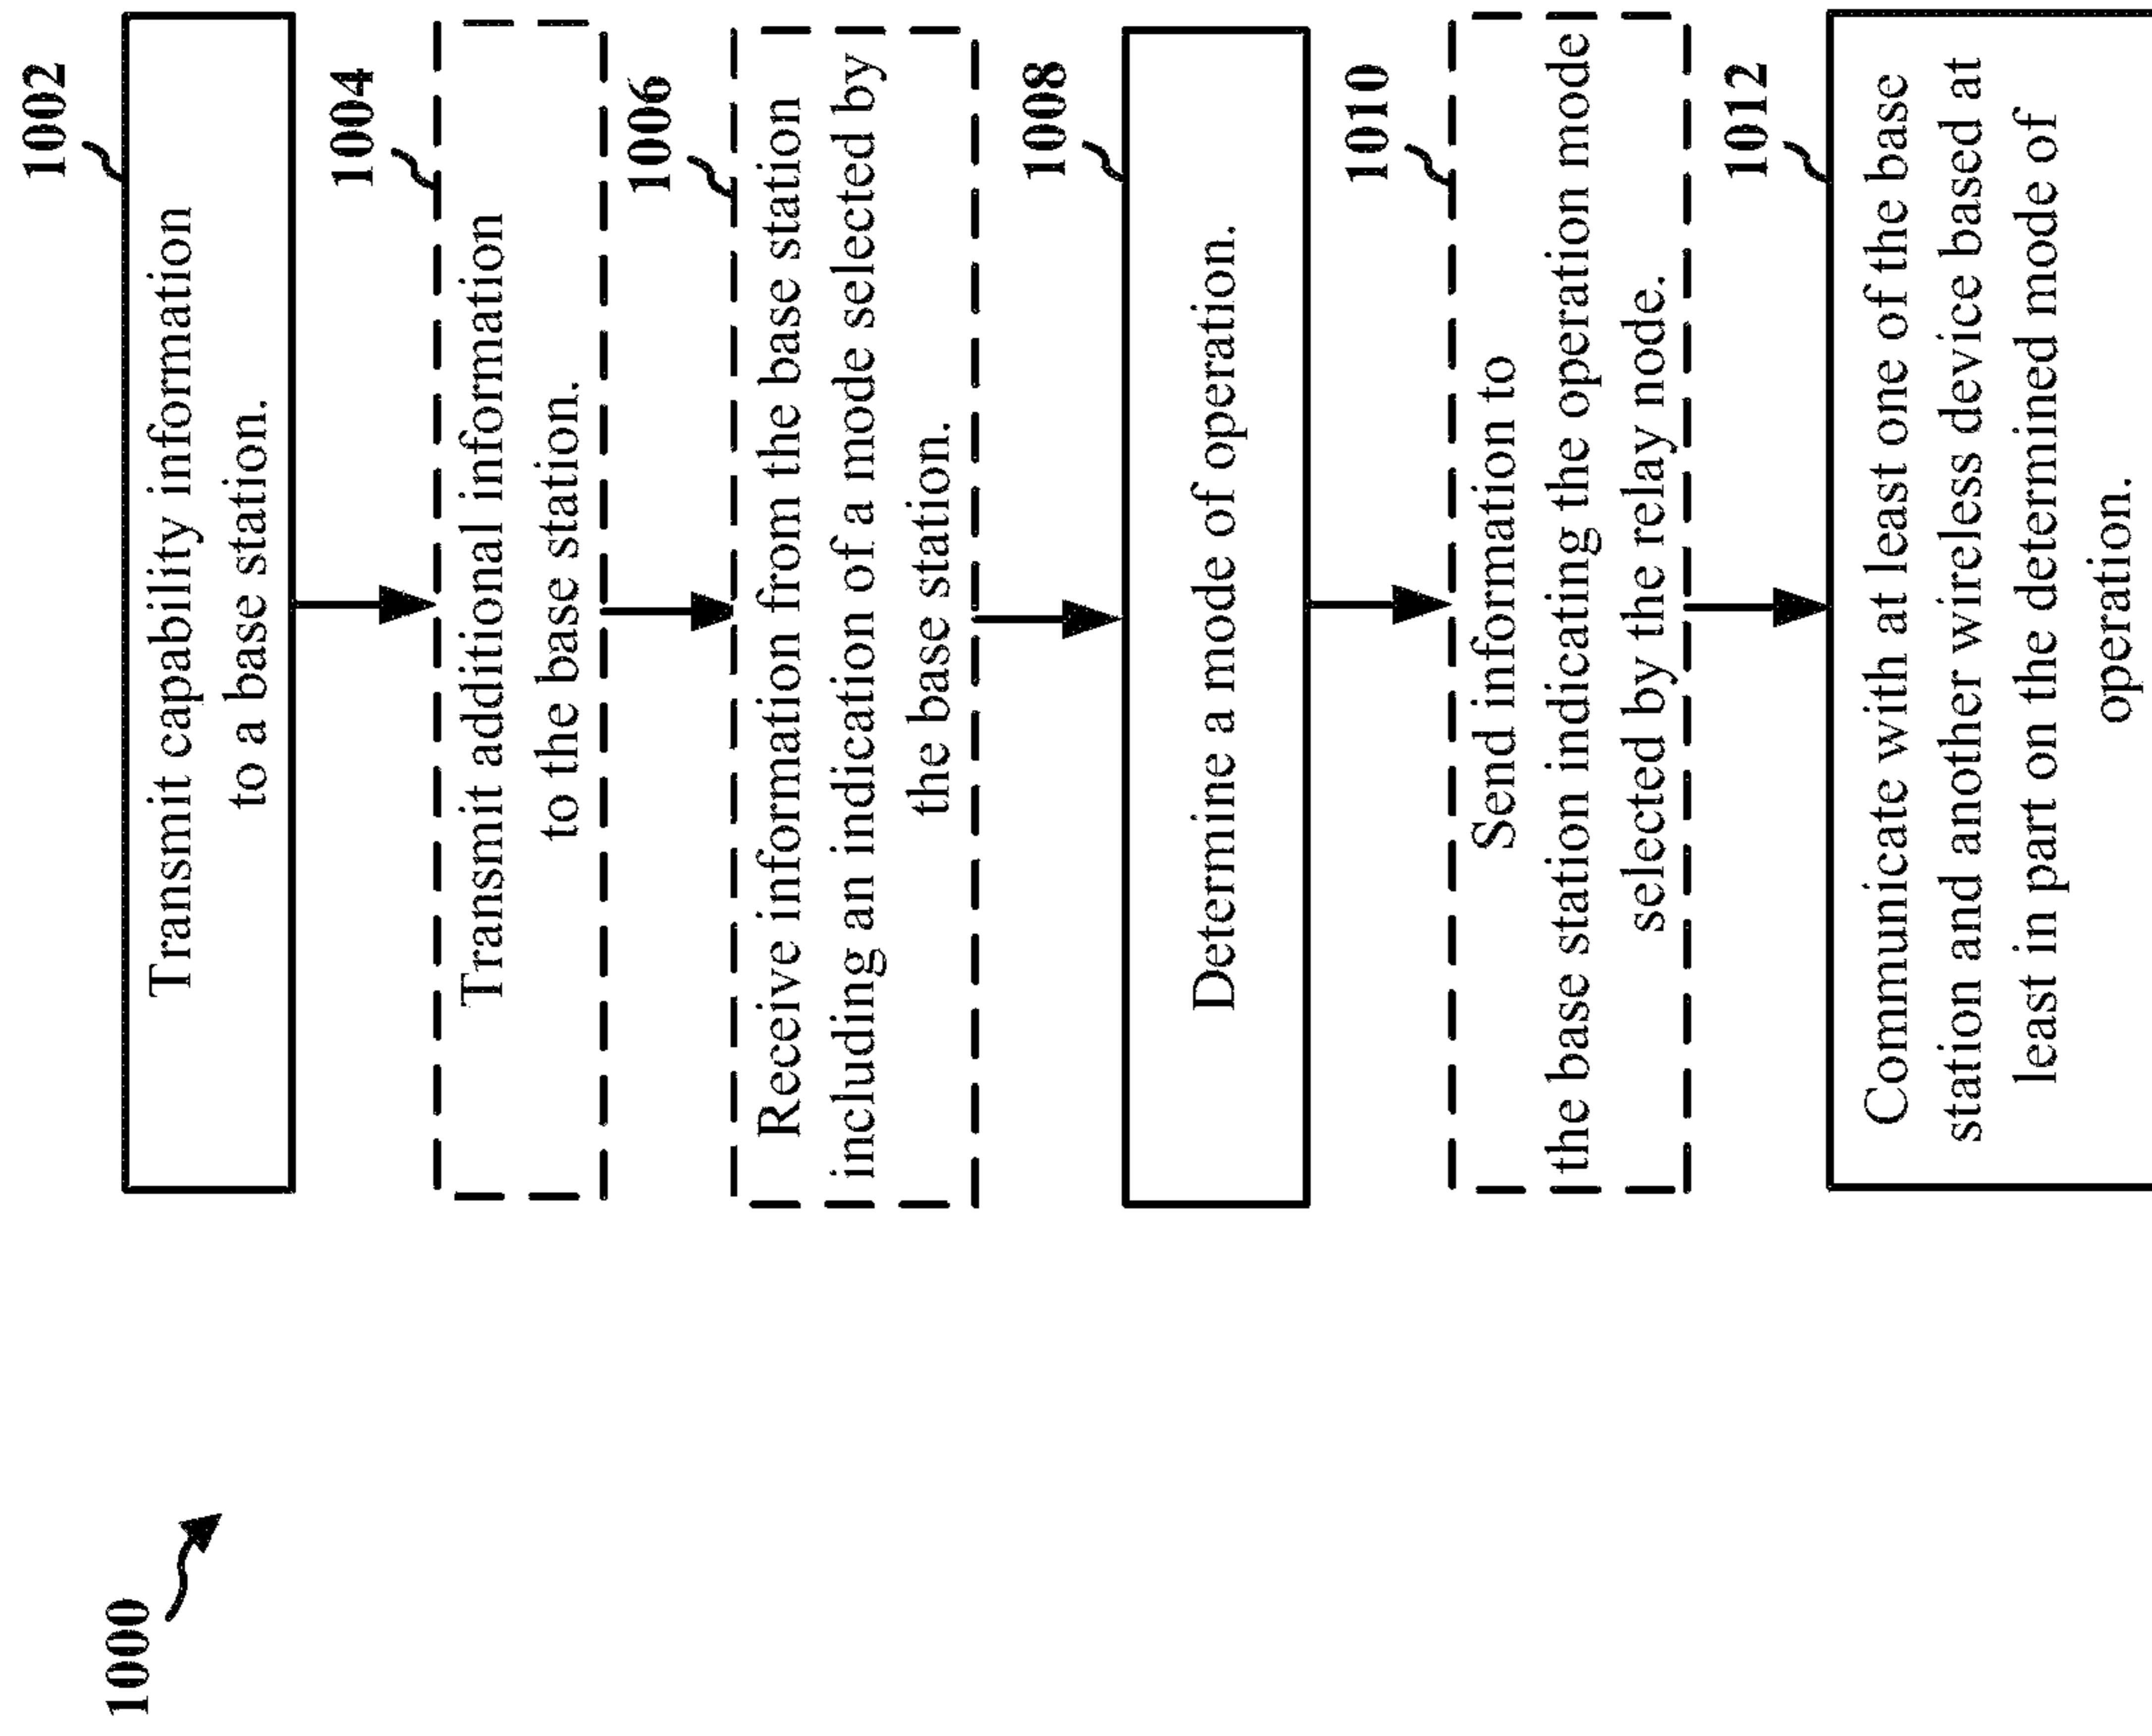 1000
1002
Transmit capability information
to a base station.
1004
Transmit additional information
to the base station.
1006
Receive information from the base station
including an indication of a mode selected by
the base station.
1008
Determine a mode of operation.
1010
Send information to
the base station indicating the operation mode
selected by the relay node.
1012
Communicate with at least one of the base
station and another wireless device based at
least in part on the determined mode of
operation.